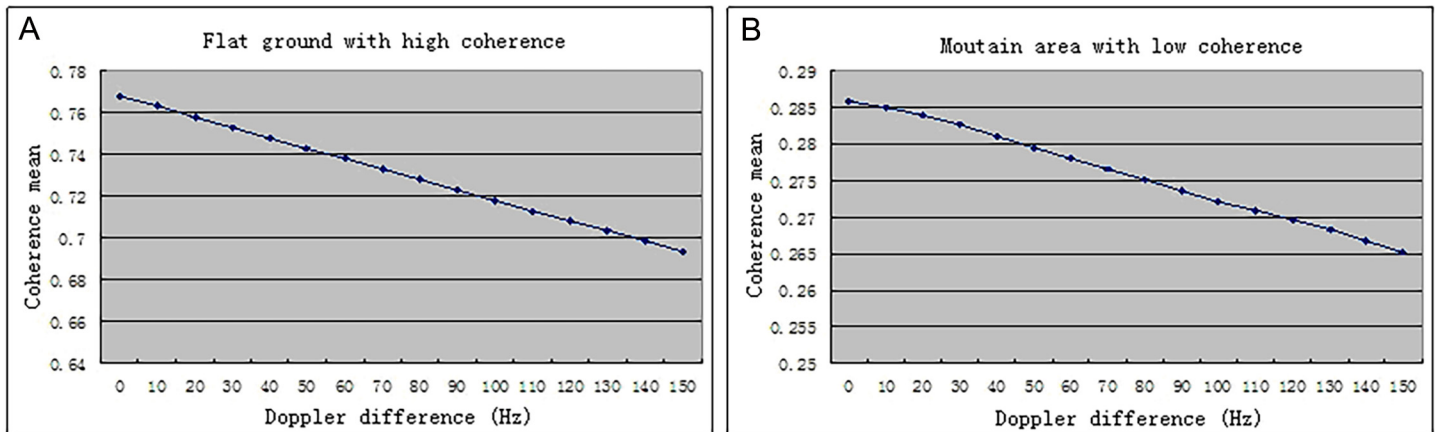 A
Flat ground with high coherence
0.78
0.76
0.74
0.72
0.7
0.68
0.66
0.64
Coherence mean
0 10 20 30 40 50 60 70 80 90 100 110 120 130 140 150
Doppler difference (Hz)
B
Moutain area with low coherence
0.29
0.285
0.28
0.275
0.27
0.265
0.26
0.255
0.25
Coherence mean
0 10 20 30 40 50 60 70 80 90 100 110 120 130 140 150
Doppler difference (Hz)